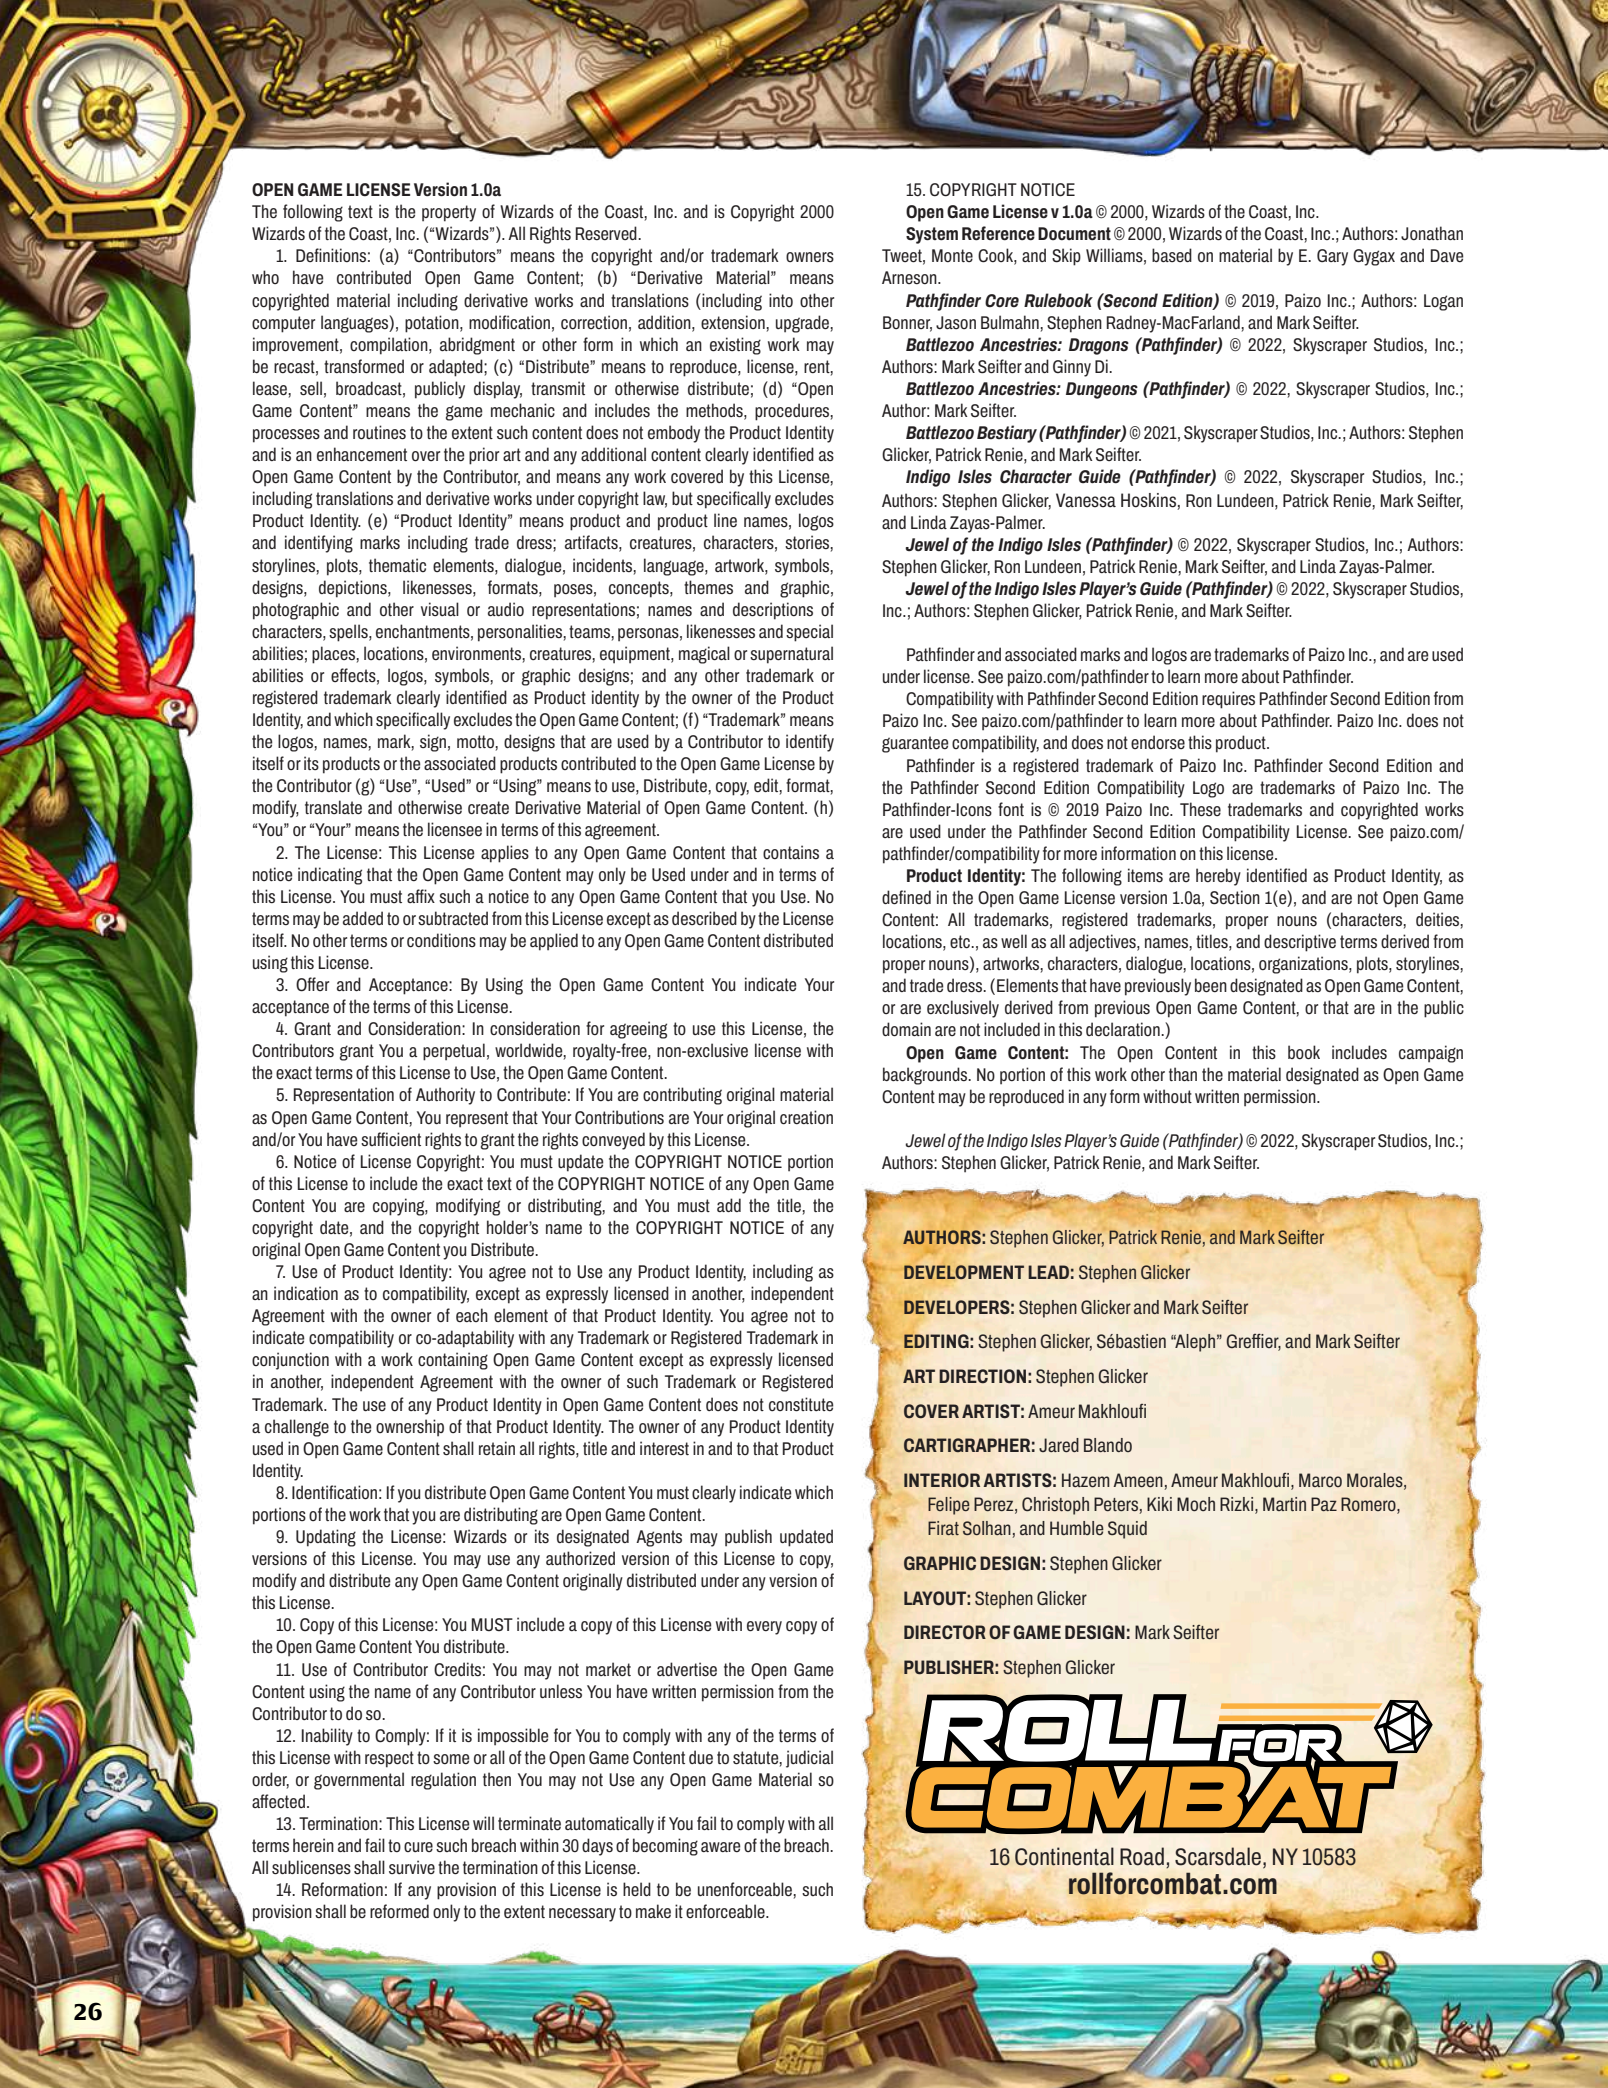 OPEN GAME LICENSE Version 1.0a
The following text is the property of Wizards of the Coast, Inc. and is Copyright 2000
Wizards of the Coast, Inc. (“Wizards”). All Rights Reserved.
1. Definitions: (a) “Contributors” means the copyright and/or trademark owners
who have contributed Open Game Content; (b) “Derivative Material” means
copyrighted material including derivative works and translations (including into other
computer languages), potation, modification, correction, addition, extension, upgrade,
improvement, compilation, abridgment or other form in which an existing work may
be recast, transformed or adapted; (c) “Distribute” means to reproduce, license, rent,
lease, sell, broadcast, publicly display, transmit or otherwise distribute; (d) “Open
Game Content” means the game mechanic and includes the methods, procedures,
processes and routines to the extent such content does not embody the Product Identity
and is an enhancement over the prior art and any additional content clearly identified as
Open Game Content by the Contributor, and means any work covered by this License,
including translations and derivative works under copyright law, but specifically excludes
Product Identity. (e) “Product Identity” means product and product line names, logos
and identifying marks including trade dress; artifacts, creatures, characters, stories,
storylines, plots, thematic elements, dialogue, incidents, language, artwork, symbols,
designs, depictions, likenesses, formats, poses, concepts, themes and graphic,
photographic and other visual or audio representations; names and descriptions of
characters, spells, enchantments, personalities, teams, personas, likenesses and special
abilities; places, locations, environments, creatures, equipment, magical or supernatural
abilities or effects, logos, symbols, or graphic designs; and any other trademark or
registered trademark clearly identified as Product identity by the owner of the Product
Identity, and which specifically excludes the Open Game Content; (f) “Trademark” means
the logos, names, mark, sign, motto, designs that are used by a Contributor to identify
itself or its products or the associated products contributed to the Open Game License by
the Contributor (g) “Use”, “Used” or “Using” means to use, Distribute, copy, edit, format,
modify, translate and otherwise create Derivative Material of Open Game Content. (h)
“You” or “Your” means the licensee in terms of this agreement.
2. The License: This License applies to any Open Game Content that contains a
notice indicating that the Open Game Content may only be Used under and in terms of
this License. You must affix such a notice to any Open Game Content that you Use. No
terms may be added to or subtracted from this License except as described by the License
itself. No other terms or conditions may be applied to any Open Game Content distributed
using this License.
3. Offer and Acceptance: By Using the Open Game Content You indicate Your
acceptance of the terms of this License.
4. Grant and Consideration: In consideration for agreeing to use this License, the
Contributors grant You a perpetual, worldwide, royalty-free, non-exclusive license with
the exact terms of this License to Use, the Open Game Content.
5. Representation of Authority to Contribute: If You are contributing original material
as Open Game Content, You represent that Your Contributions are Your original creation
and/or You have sufficient rights to grant the rights conveyed by this License.
6. Notice of License Copyright: You must update the COPYRIGHT NOTICE portion
of this License to include the exact text of the COPYRIGHT NOTICE of any Open Game
Content You are copying, modifying or distributing, and You must add the title, the
copyright date, and the copyright holder’s name to the COPYRIGHT NOTICE of any
original Open Game Content you Distribute.
7. Use of Product Identity: You agree not to Use any Product Identity, including as
an indication as to compatibility, except as expressly licensed in another, independent
Agreement with the owner of each element of that Product Identity. You agree not to
indicate compatibility or co-adaptability with any Trademark or Registered Trademark in
conjunction with a work containing Open Game Content except as expressly licensed
in another, independent Agreement with the owner of such Trademark or Registered
Trademark. The use of any Product Identity in Open Game Content does not constitute
a challenge to the ownership of that Product Identity. The owner of any Product Identity
used in Open Game Content shall retain all rights, title and interest in and to that Product
Identity.
8. Identification: If you distribute Open Game Content You must clearly indicate which
portions of the work that you are distributing are Open Game Content.
9. Updating the License: Wizards or its designated Agents may publish updated
versions of this License. You may use any authorized version of this License to copy,
modify and distribute any Open Game Content originally distributed under any version of
this License.
10. Copy of this License: You MUST include a copy of this License with every copy of
the Open Game Content You distribute.
11. Use of Contributor Credits: You may not market or advertise the Open Game
Content using the name of any Contributor unless You have written permission from the
Contributor to do so.
12. Inability to Comply: If it is impossible for You to comply with any of the terms of
this License with respect to some or all of the Open Game Content due to statute, judicial
order, or governmental regulation then You may not Use any Open Game Material so
affected.
13. Termination: This License will terminate automatically if You fail to comply with all
terms herein and fail to cure such breach within 30 days of becoming aware of the breach.
All sublicenses shall survive the termination of this License.
14. Reformation: If any provision of this License is held to be unenforceable, such
provision shall be reformed only to the extent necessary to make it enforceable.
15. COPYRIGHT NOTICE
Open Game License v 1.0a © 2000, Wizards of the Coast, Inc.
System Reference Document © 2000, Wizards of the Coast, Inc.; Authors: Jonathan
Tweet, Monte Cook, and Skip Williams, based on material by E. Gary Gygax and Dave
Arneson.
Pathfinder Core Rulebook (Second Edition) © 2019, Paizo Inc.; Authors: Logan
Bonner, Jason Bulmahn, Stephen Radney-MacFarland, and Mark Seifter.
Battlezoo Ancestries: Dragons (Pathfinder) © 2022, Skyscraper Studios, Inc.;
Authors: Mark Seifter and Ginny Di.
Battlezoo Ancestries: Dungeons (Pathfinder) © 2022, Skyscraper Studios, Inc.;
Author: Mark Seifter.
Battlezoo Bestiary (Pathfinder) © 2021, Skyscraper Studios, Inc.; Authors: Stephen
Glicker, Patrick Renie, and Mark Seifter.
Indigo Isles Character Guide (Pathfinder) © 2022, Skyscraper Studios, Inc.;
Authors: Stephen Glicker, Vanessa Hoskins, Ron Lundeen, Patrick Renie, Mark Seifter,
and Linda Zayas-Palmer.
Jewel of the Indigo Isles (Pathfinder) © 2022, Skyscraper Studios, Inc.; Authors:
Stephen Glicker, Ron Lundeen, Patrick Renie, Mark Seifter, and Linda Zayas-Palmer.
Jewel of the Indigo Isles Player’s Guide (Pathfinder) © 2022, Skyscraper Studios,
Inc.; Authors: Stephen Glicker, Patrick Renie, and Mark Seifter.
Pathfinder and associated marks and logos are trademarks of Paizo Inc., and are used
under license. See paizo.com/pathfinder to learn more about Pathfinder.
Compatibility with Pathfinder Second Edition requires Pathfinder Second Edition from
Paizo Inc. See paizo.com/pathfinder to learn more about Pathfinder. Paizo Inc. does not
guarantee compatibility, and does not endorse this product.
Pathfinder is a registered trademark of Paizo Inc. Pathfinder Second Edition and
the Pathfinder Second Edition Compatibility Logo are trademarks of Paizo Inc. The
Pathfinder-Icons font is © 2019 Paizo Inc. These trademarks and copyrighted works
are used under the Pathfinder Second Edition Compatibility License. See paizo.com/
pathfinder/compatibility for more information on this license.
Product Identity: The following items are hereby identified as Product Identity, as
defined in the Open Game License version 1.0a, Section 1(e), and are not Open Game
Content: All trademarks, registered trademarks, proper nouns (characters, deities,
locations, etc., as well as all adjectives, names, titles, and descriptive terms derived from
proper nouns), artworks, characters, dialogue, locations, organizations, plots, storylines,
and trade dress. (Elements that have previously been designated as Open Game Content,
or are exclusively derived from previous Open Game Content, or that are in the public
domain are not included in this declaration.)
Open Game Content: The Open Content in this book includes campaign
backgrounds. No portion of this work other than the material designated as Open Game
Content may be reproduced in any form without written permission.
Jewel of the Indigo Isles Player’s Guide (Pathfinder) © 2022, Skyscraper Studios, Inc.;
Authors: Stephen Glicker, Patrick Renie, and Mark Seifter.
AUTHORS: Stephen Glicker, Patrick Renie, and Mark Seifter
DEVELOPMENT LEAD: Stephen Glicker
DEVELOPERS: Stephen Glicker and Mark Seifter
EDITING: Stephen Glicker, Sébastien “Aleph” Greffier, and Mark Seifter
ART DIRECTION: Stephen Glicker
COVER ARTIST: Ameur Makhloufi
CARTIGRAPHER: Jared Blando
INTERIOR ARTISTS: Hazem Ameen, Ameur Makhloufi, Marco Morales,
Felipe Perez, Christoph Peters, Kiki Moch Rizki, Martin Paz Romero,
Firat Solhan, and Humble Squid
GRAPHIC DESIGN: Stephen Glicker
LAYOUT: Stephen Glicker
DIRECTOR OF GAME DESIGN: Mark Seifter
PUBLISHER: Stephen Glicker
ROLL FOR
COMBAT
16 Continental Road, Scarsdale, NY 10583
rollforcombat.com
26